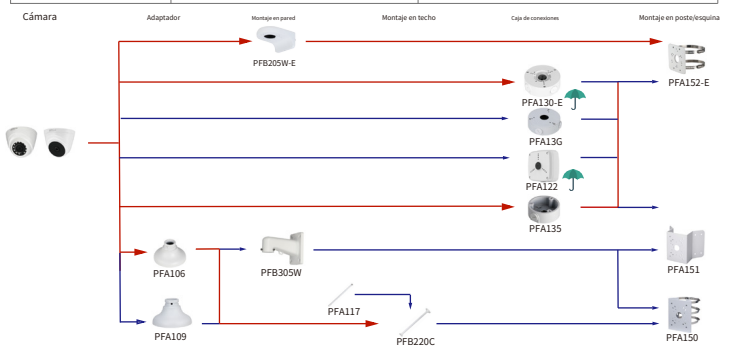 Cámara
Adaptador
Montaje en pared
Montaje en techo
Caja de conexiones
Montaje en poste/esquina
PFB205W-E
PFA152-E
PFA130-E
PFA13G
PFA122
PFA135
PFA106
PFB305W
PFA151
PFA117
PFA109
PFB220C
PFA150